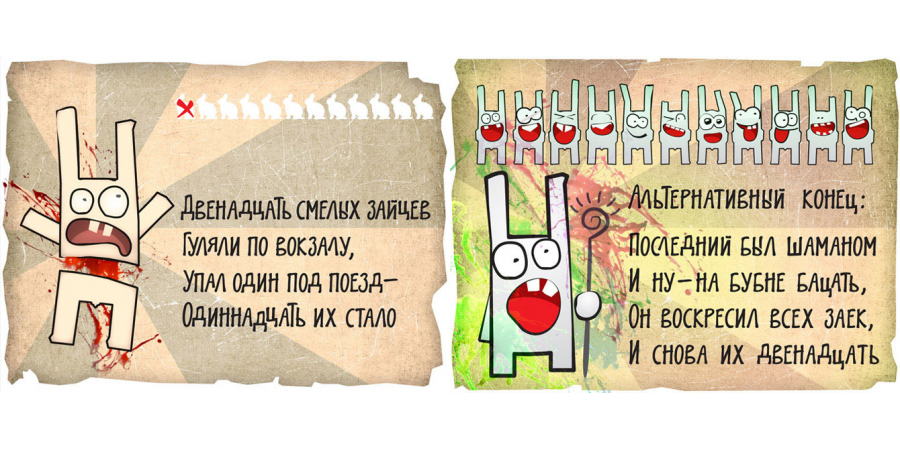 Двенадцать смелых зайцев
Гуляли по вокзалу,
Упал один под поезд—
Одиннадцать их стало
Альтернативный конец:
Последний был шаманом
И ну—на бубне бацать,
Он воскресил всех заек,
И снова их двенадцать